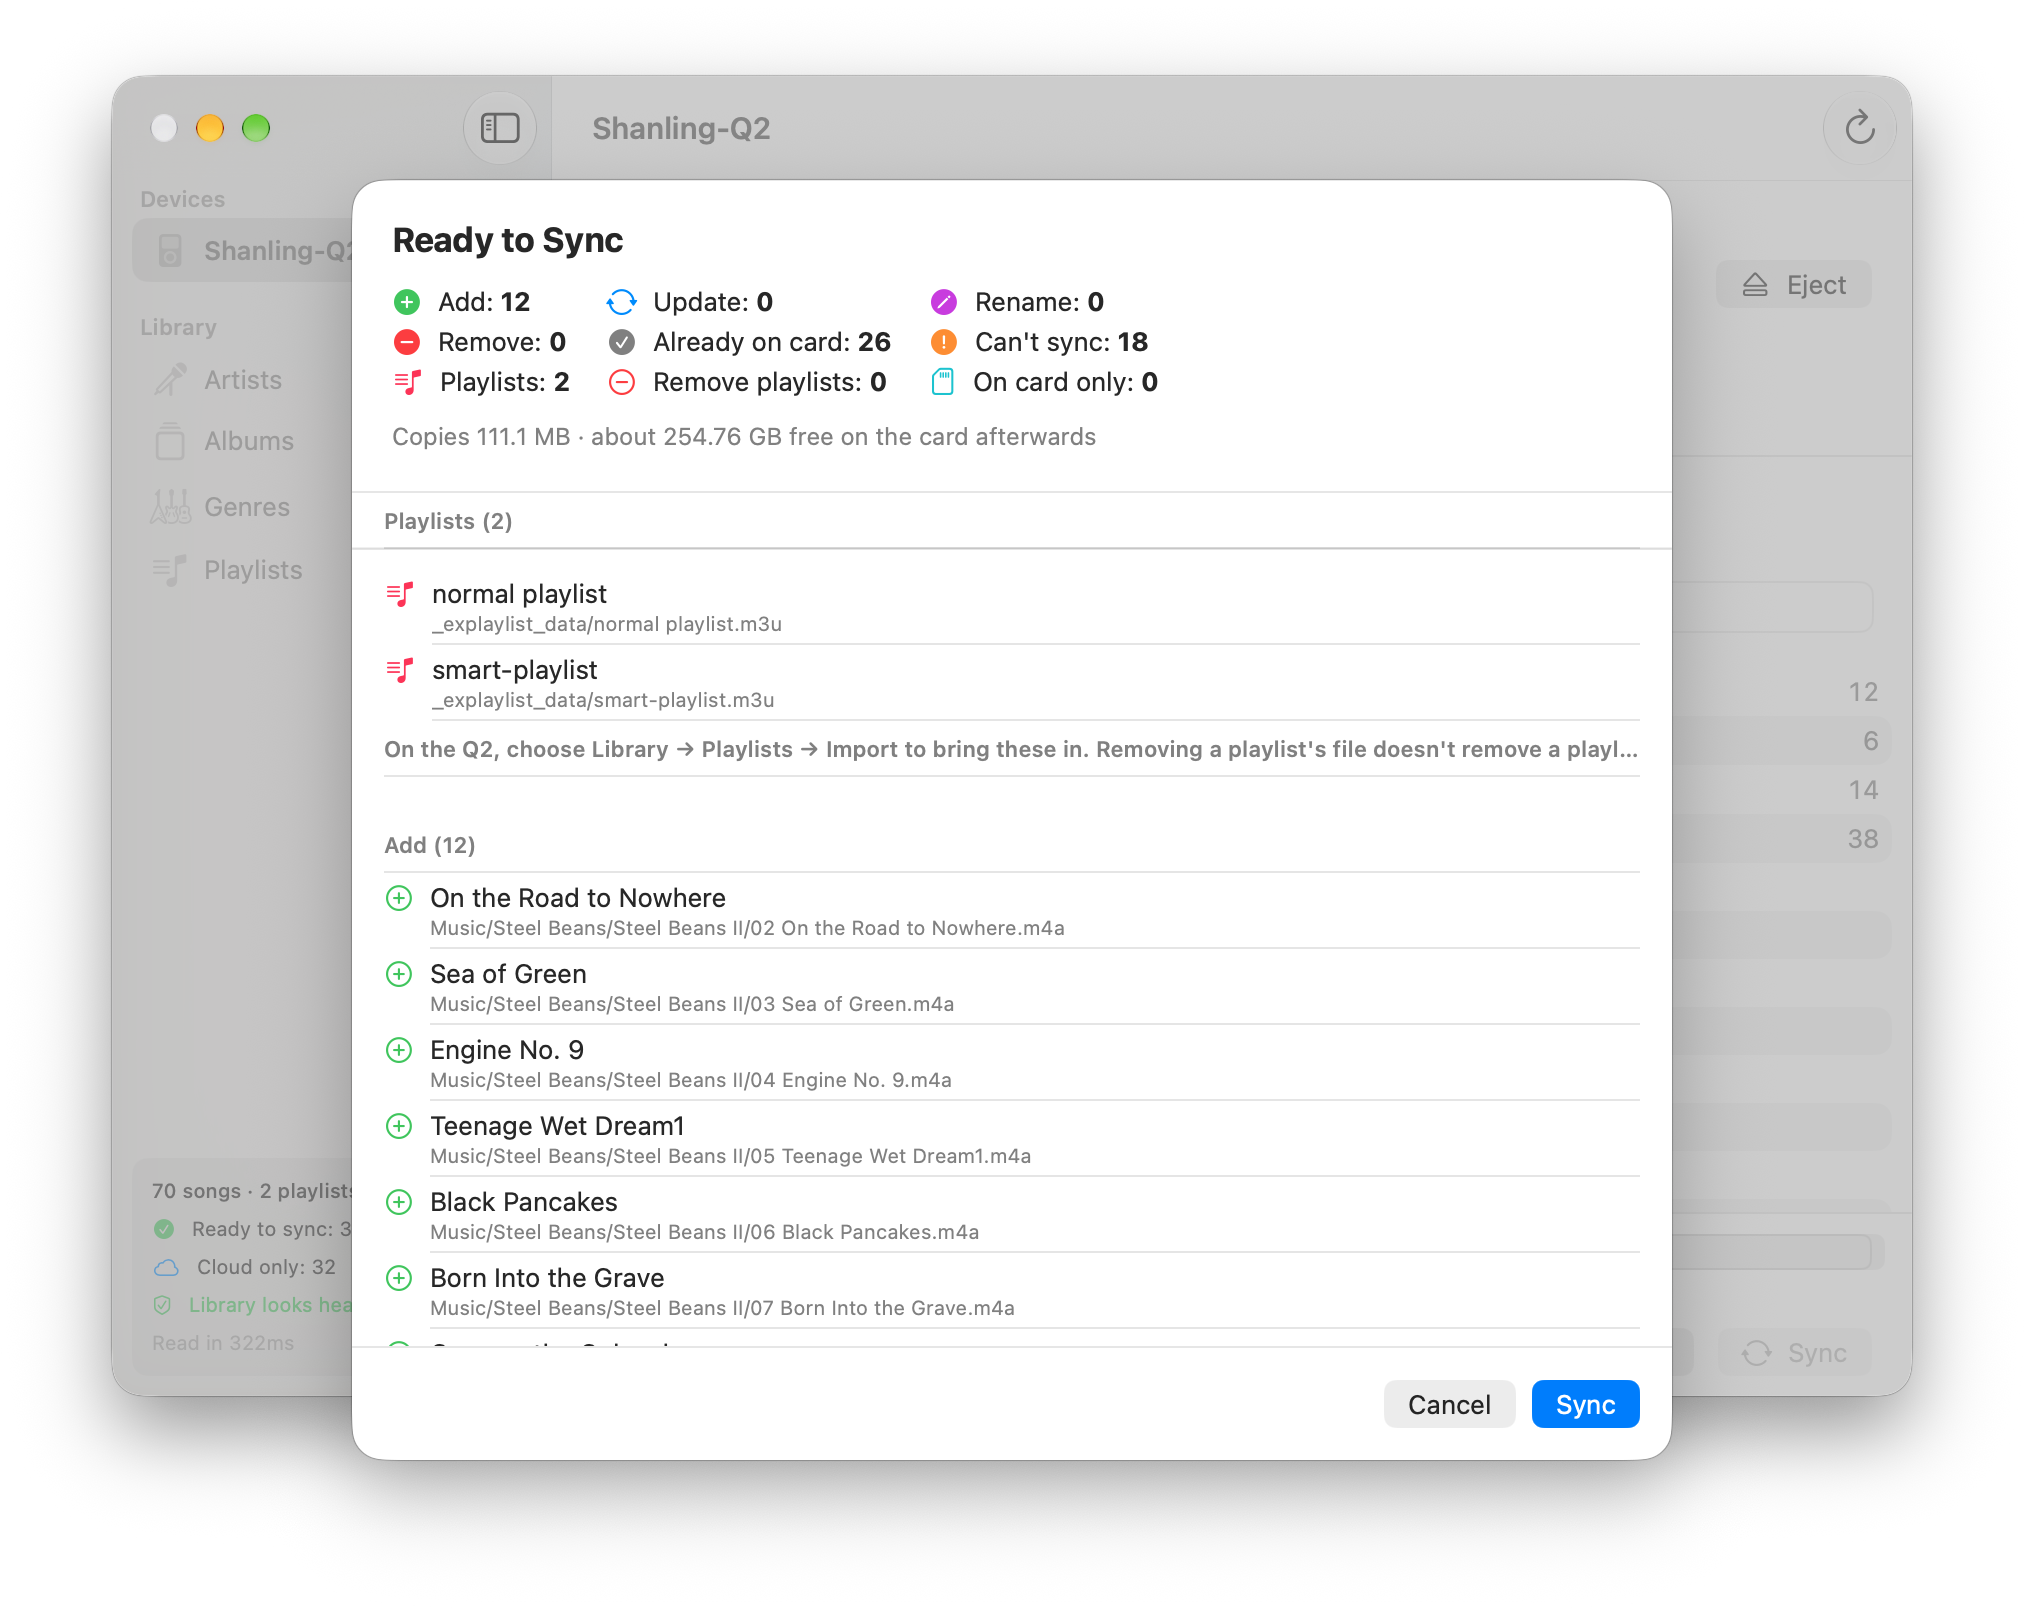 Shanling-Q2
Devices
Shanling-Q2
Library
Artists
Albums
Genres
Playlists
Eject
12
6
14
38
70 songs · 2 playlists
Ready to sync: 3
Cloud only: 32
Library looks hea
Read in 322ms
Sync
Ready to Sync
Add: 12
Update: 0
Rename: 0
Remove: 0
Already on card: 26
Can't sync: 18
Playlists: 2
Remove playlists: 0
On card only: 0
Copies 111.1 MB · about 254.76 GB free on the card afterwards
Playlists (2)
normal playlist
_explaylist_data/normal playlist.m3u
smart-playlist
_explaylist_data/smart-playlist.m3u
On the Q2, choose Library → Playlists → Import to bring these in. Removing a playlist's file doesn't remove a playl...
Add (12)
On the Road to Nowhere
Music/Steel Beans/Steel Beans II/02 On the Road to Nowhere.m4a
Sea of Green
Music/Steel Beans/Steel Beans II/03 Sea of Green.m4a
Engine No. 9
Music/Steel Beans/Steel Beans II/04 Engine No. 9.m4a
Teenage Wet Dream1
Music/Steel Beans/Steel Beans II/05 Teenage Wet Dream1.m4a
Black Pancakes
Music/Steel Beans/Steel Beans II/06 Black Pancakes.m4a
Born Into the Grave
Music/Steel Beans/Steel Beans II/07 Born Into the Grave.m4a
Cancel
Sync